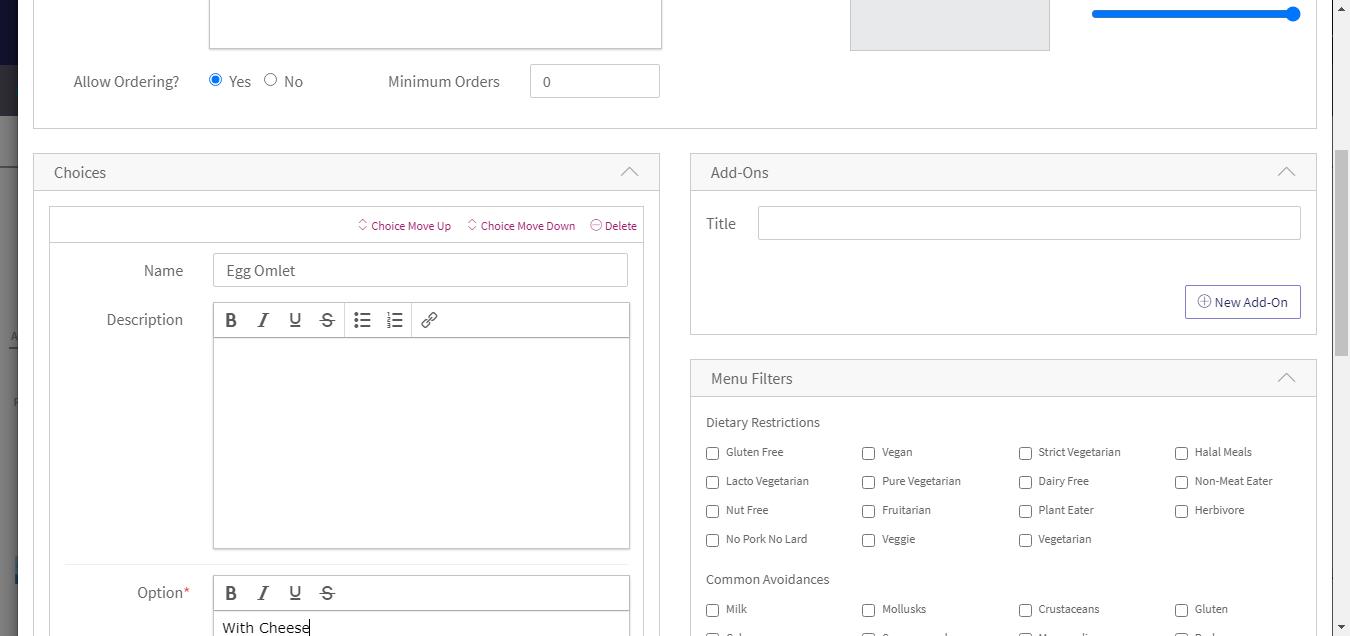 Allow Ordering? Yes No Minimum Orders 0
Choices
Choice Move Up Choice Move Down Delete
Name Egg Omlet
Description B I U S
Option* B I U S
With Cheese
Add-Ons
Title
New Add-On
Menu Filters
Dietary Restrictions
Gluten Free Vegan Strict Vegetarian Halal Meals
Lacto Vegetarian Pure Vegetarian Dairy Free Non-Meat Eater
Nut Free Fruitarian Plant Eater Herbivore
No Pork No Lard Veggie Vegetarian
Common Avoidances
Milk Mollusks Crustaceans Gluten